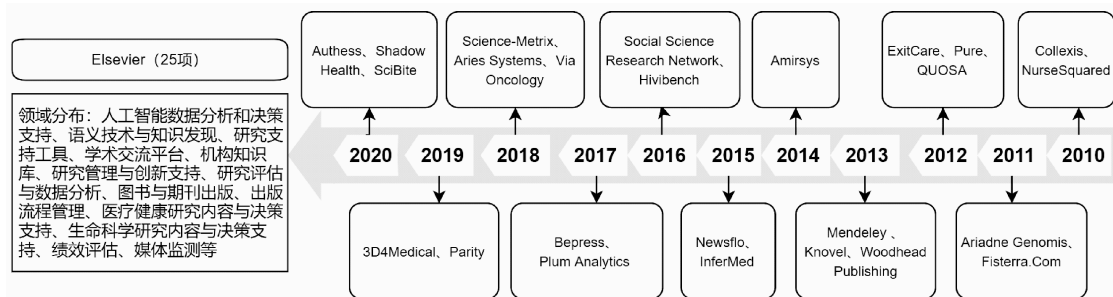 Elsevier（25项）
领域分布：人工智能数据分析和决策
支持、语义技术与知识发现、研究支
持工具、学术交流平台、机构知识
库、研究管理与创新支持、研究评估
与数据分析、图书与期刊出版、出版
流程管理、医疗健康研究内容与决策
支持、生命科学研究内容与决策支
持、绩效评估、媒体监测等
Authess、Shadow
Health、SciBite
Science-Metrix、
Aries Systems、Via
Oncology
Social Science
Research Network、
Hivibench
Amirsys
ExitCare、Pure、
QUOSA
Collexis、
NurseSquared
2020
2019
2018
2017
2016
2015
2014
2013
2012
2011
2010
3D4Medical、Parity
Bepress、
Plum Analytics
Newsflo、
InferMed
Mendeley 、
Knovel、Woodhead
Publishing
Ariadne Genomis、
Fisterra.Com